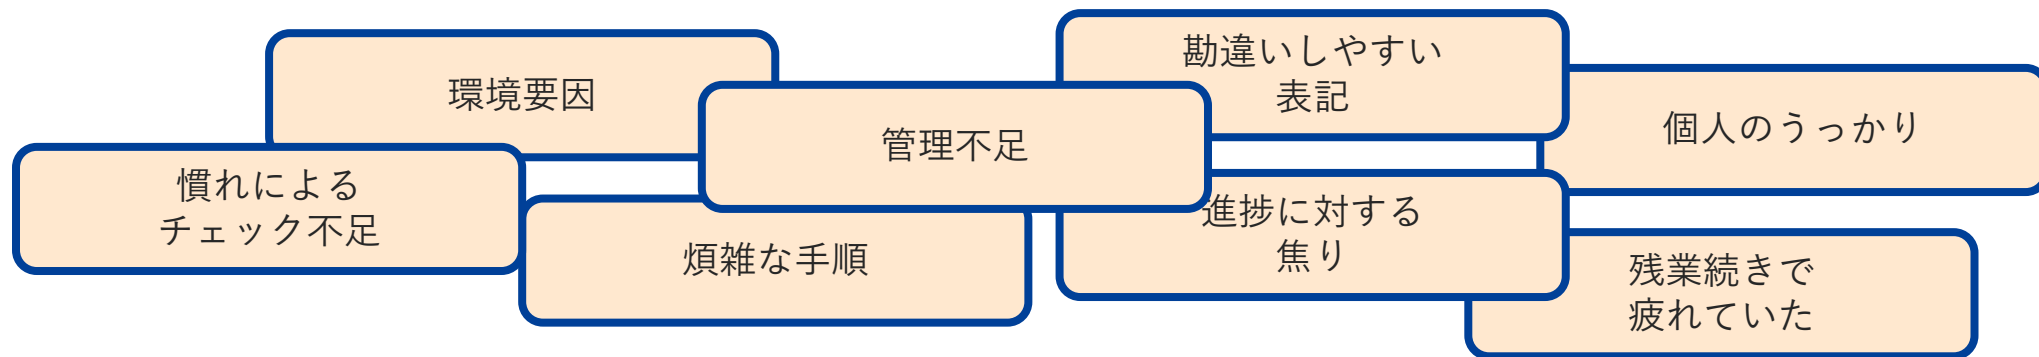 環境要因
慣れによる
チェック不足
管理不足
煩雑な手順
勘違いしやすい
表記
進捗に対する
焦り
個人のうっかり
残業続きで
疲れていた